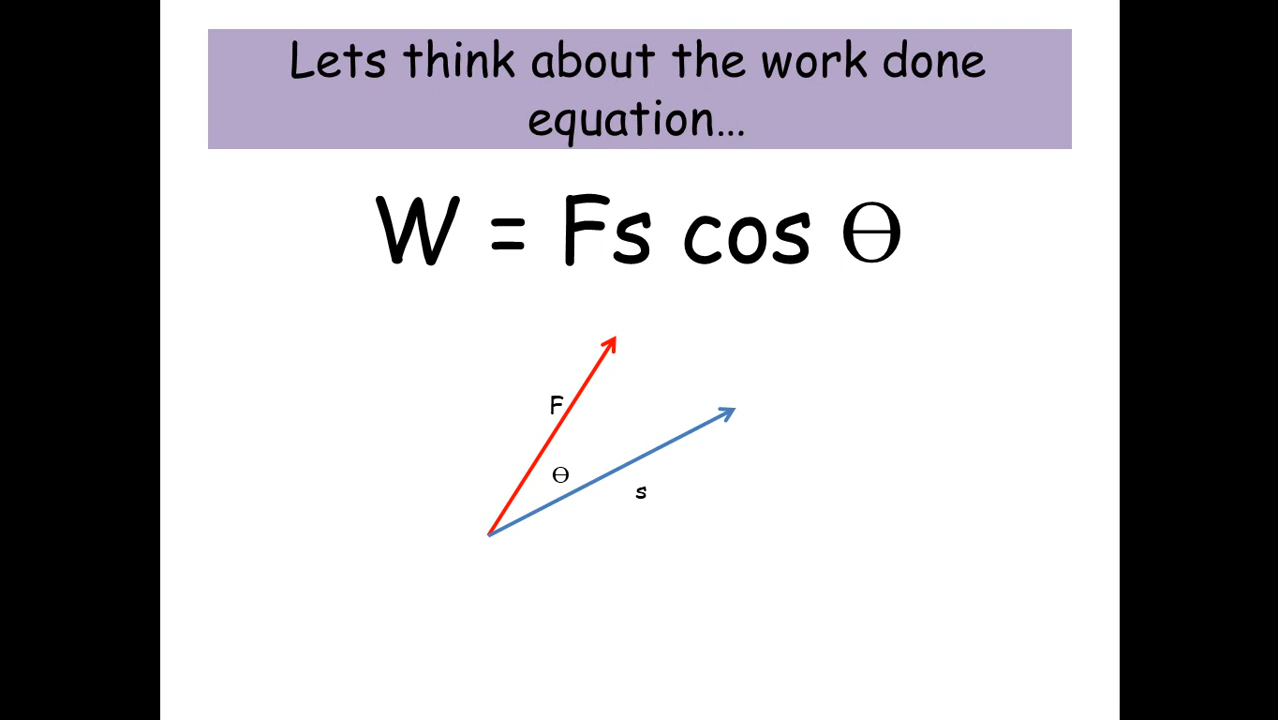 Lets think about the work done
equation...
W = Fs cos Θ
F
Θ
s